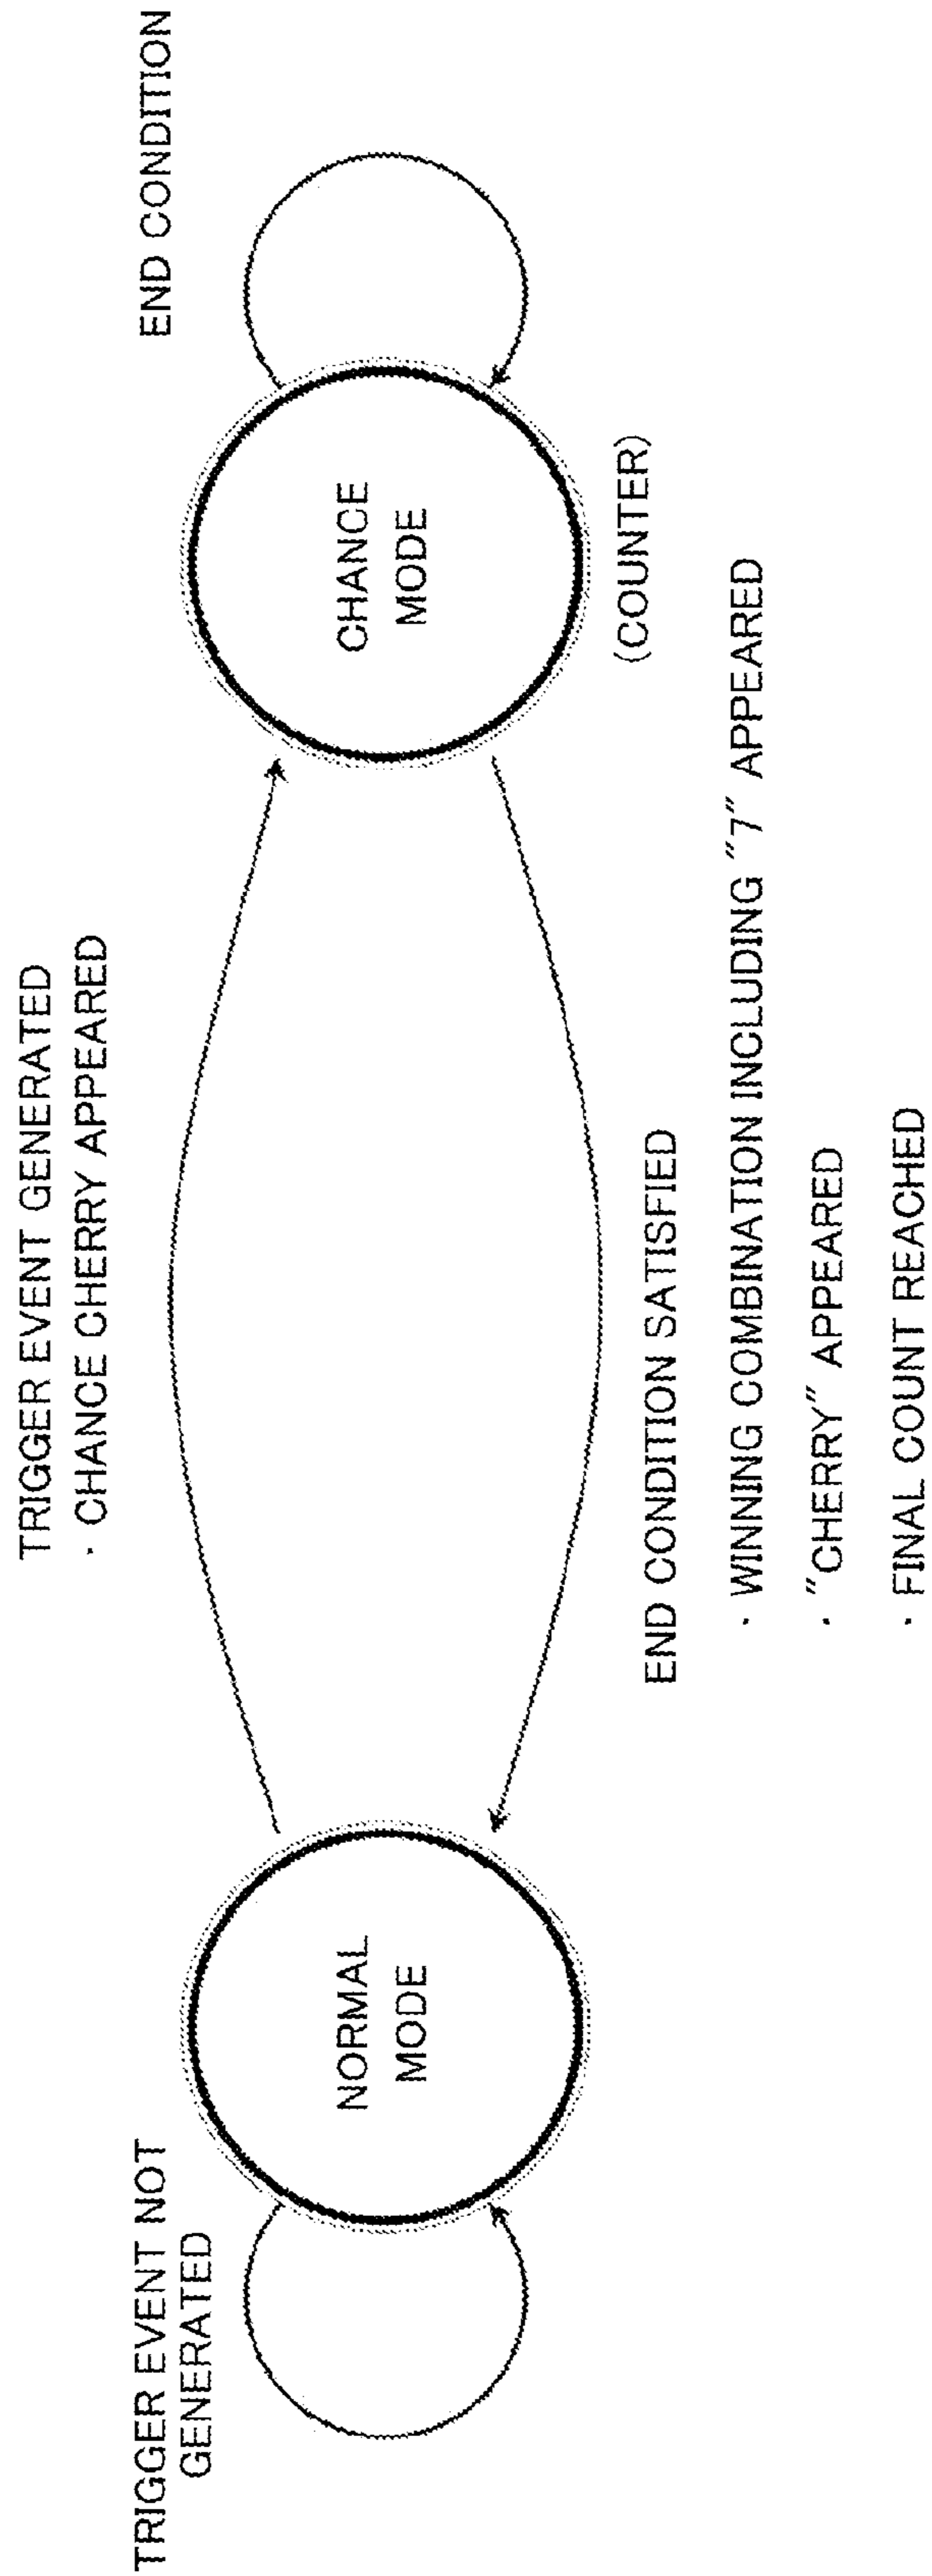 TRIGGER EVENT GENERATED
· CHANCE CHERRY APPEARED
TRIGGER EVENT NOT
GENERATED
END CONDITION
NORMAL
MODE
CHANCE
MODE
(COUNTER)
END CONDITION SATISFIED
· WINNING COMBINATION INCLUDING "7" APPEARED
· "CHERRY" APPEARED
· FINAL COUNT REACHED